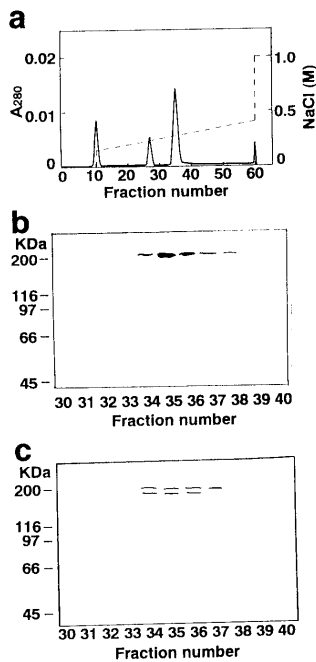 a
0.02
0.01
0
A280
1.0
0.5
0
NaCl (M)
0 10 20 30 40 50 60
Fraction number
b
KDa
200
116
97
66
45
30 31 32 33 34 35 36 37 38 39 40
Fraction number
c
KDa
200
116
97
66
45
30 31 32 33 34 35 36 37 38 39 40
Fraction number